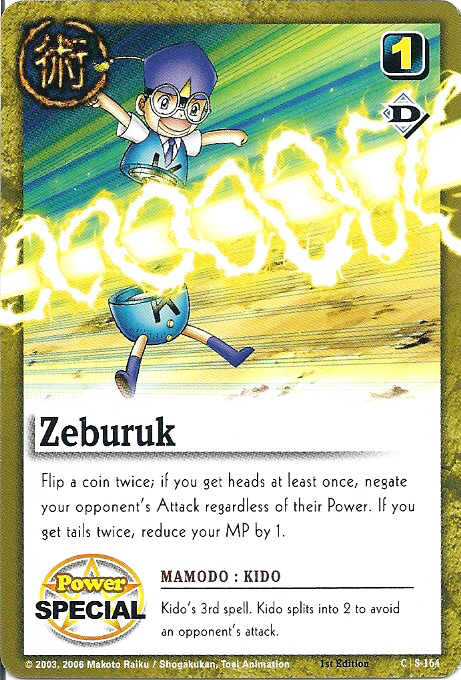 術
1
D
K
K
Zeburuk
Flip a coin twice; if you get heads at least once, negate
your opponent's Attack regardless of their Power. If you
get tails twice, reduce your MP by 1.
Power
SPECIAL
MAMODO : KIDO
Kido's 3rd spell. Kido splits into 2 to avoid
an opponent's attack.
© 2003, 2006 Makoto Raiku / Shogakukan, Toei Animation
1st Edition
C | S-164